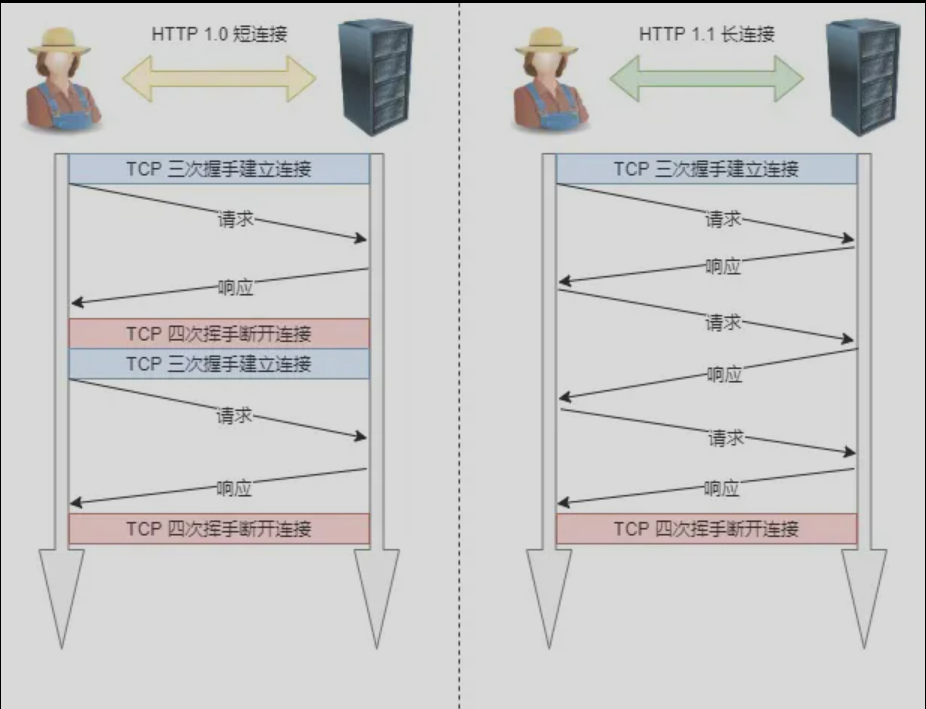 HTTP 1.0 短连接
TCP 三次握手建立连接
请求
响应
TCP 四次挥手断开连接
TCP 三次握手建立连接
请求
响应
TCP 四次挥手断开连接
HTTP 1.1 长连接
TCP 三次握手建立连接
请求
响应
请求
响应
请求
响应
TCP 四次挥手断开连接